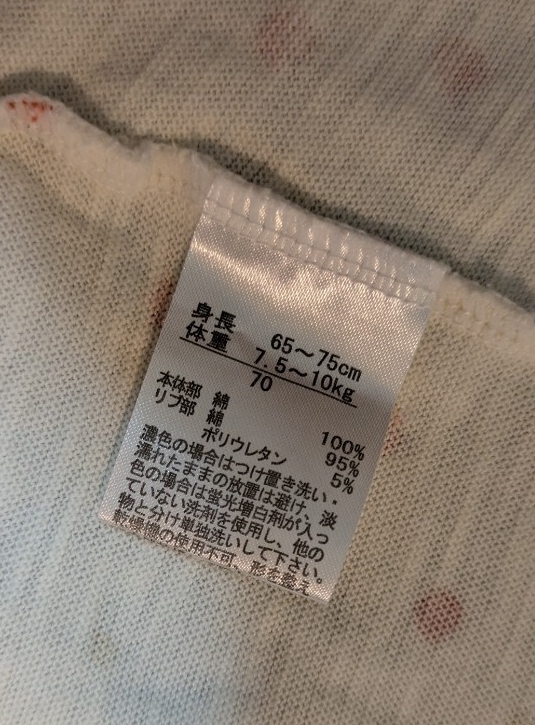 身長 65～75cm
体重 7.5～10kg
70
本体部 綿 100%
リブ部 綿 95%
ポリウレタン 5%
濃色の場合はつけ置き洗い・
濡れたままの放置は避け、淡
色の場合は蛍光増白剤が入っ
ていない洗剤を使用し、他の
物と分け単独洗いして下さい。
乾燥機の使用不可、形を整え